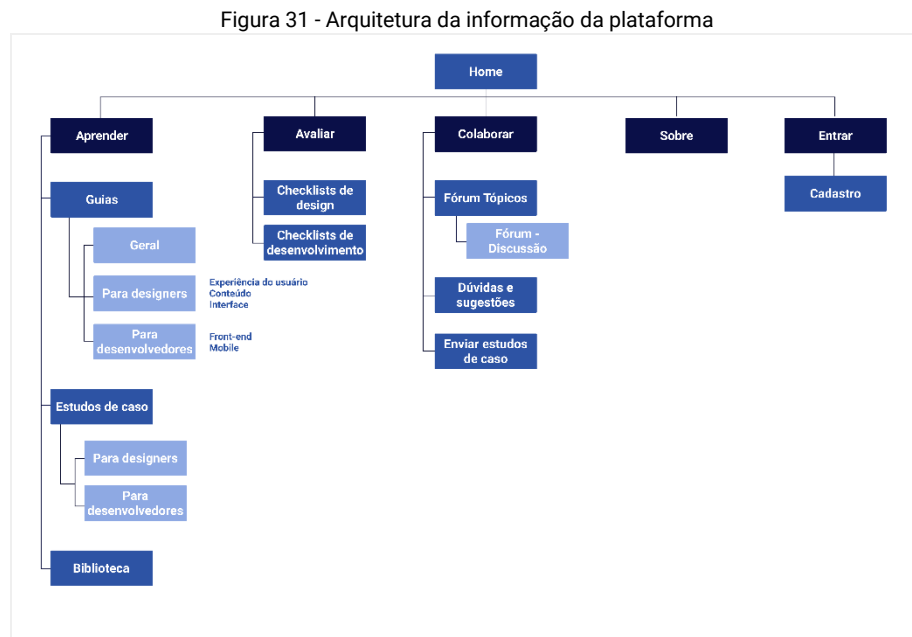 Figura 31 - Arquitetura da informação da plataforma
Home
Aprender
Avaliar
Colaborar
Sobre
Entrar
Guias
Checklists de
design
Fórum Tópicos
Cadastro
Geral
Checklists de
desenvolvimento
Fórum -
Discussão
Para designers
Experiência do usuário
Conteúdo
Interface
Dúvidas e
sugestões
Para
desenvolvedores
Front-end
Mobile
Enviar estudos
de caso
Estudos de caso
Para designers
Para
desenvolvedores
Biblioteca